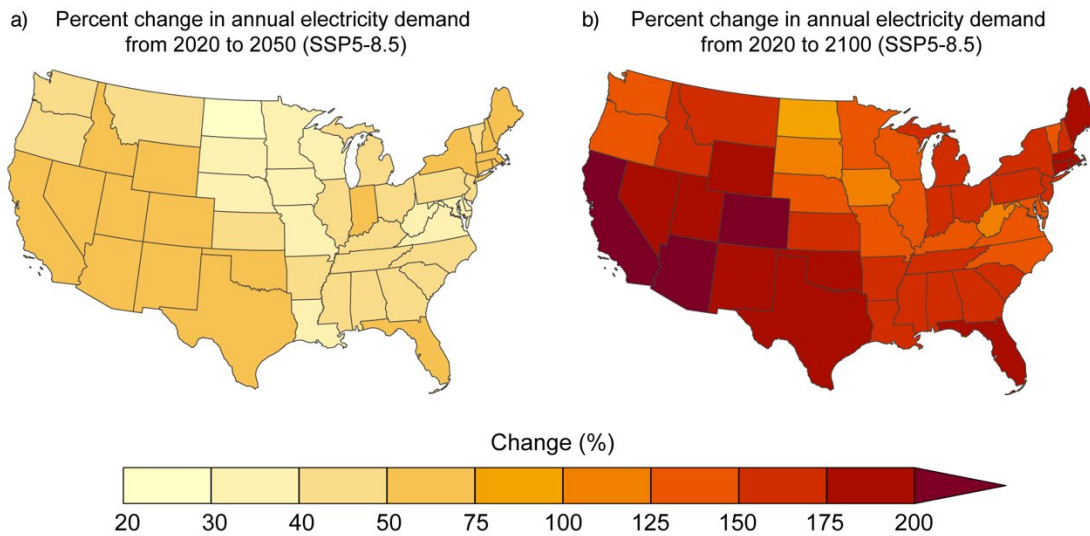 a) Percent change in annual electricity demand
from 2020 to 2050 (SSP5-8.5)
b) Percent change in annual electricity demand
from 2020 to 2100 (SSP5-8.5)
Change (%)
20 30 40 50 75 100 125 150 175 200